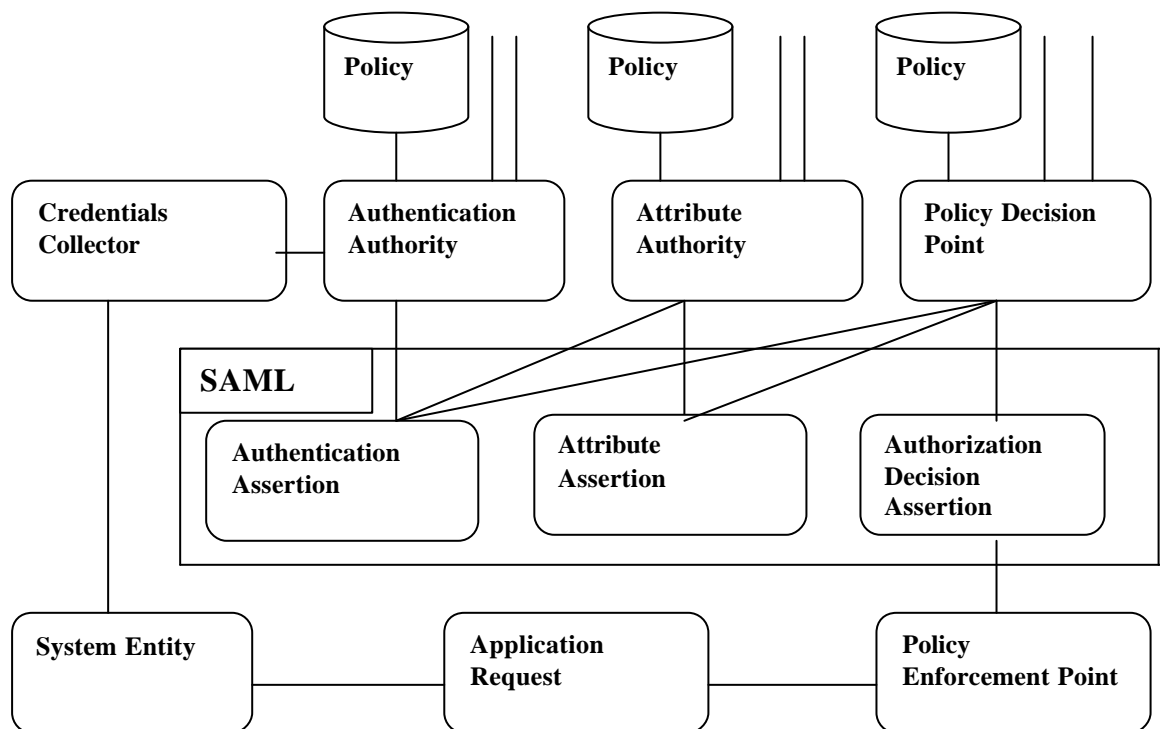 Policy
Policy
Policy
Credentials
Collector
Authentication
Authority
Attribute
Authority
Policy Decision
Point
SAML
Authentication
Assertion
Attribute
Assertion
Authorization
Decision
Assertion
System Entity
Application
Request
Policy
Enforcement Point